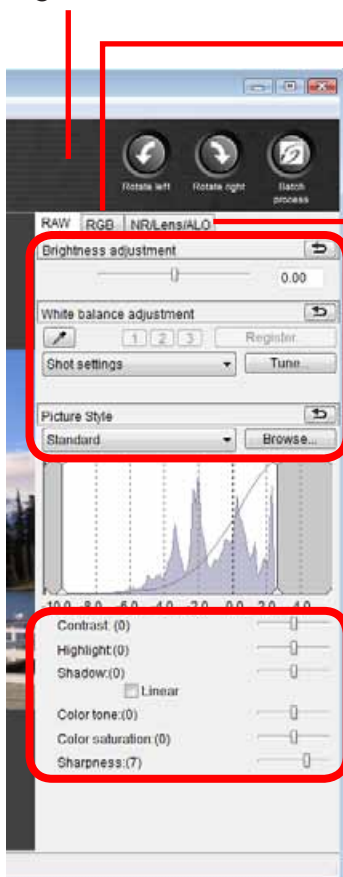 Rotate left Rotate right Batch process
RAW RGB NR/Lens/ALO
Brightness adjustment
0.00
White balance adjustment
1 2 3 Register
Shot settings Tune...
Picture Style
Standard Browse...
-10.0 -8.0 -6.0 -4.0 -2.0 0.0 2.0 4.0
Contrast:(0)
Highlight:(0)
Shadow:(0)
Linear
Color tone:(0)
Color saturation:(0)
Sharpness:(7)